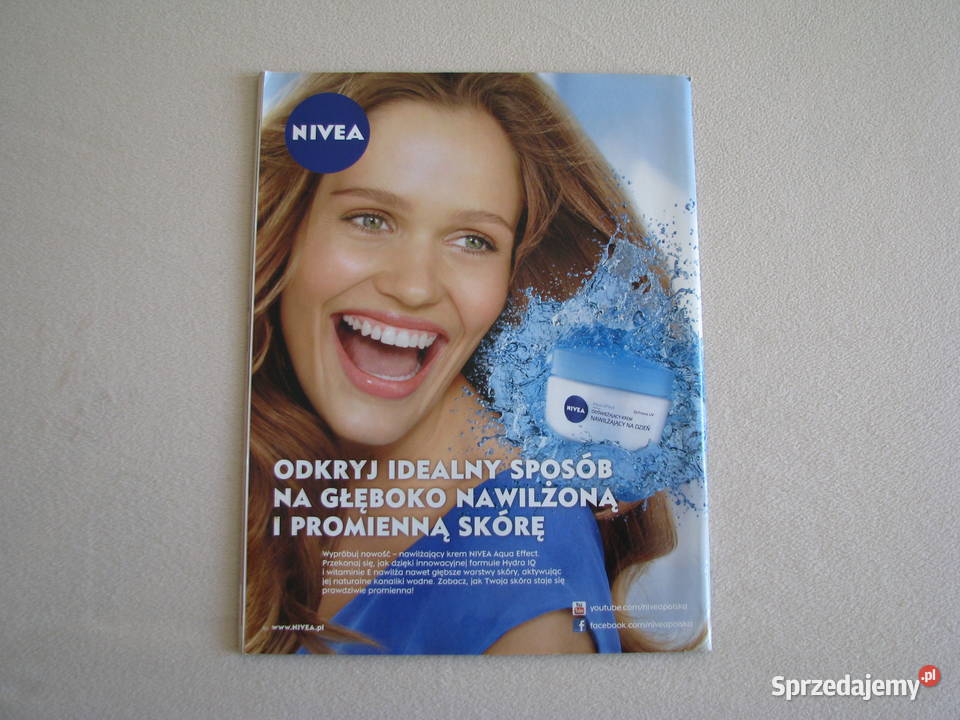 NIVEA
NIVEA
ODŚWIEŻAJĄCY KREM
NAWILŻAJĄCY NA DZIEŃ
ODKRYJ IDEALNY SPOSÓB
NA GŁĘBOKO NAWILŻONĄ
I PROMIENNĄ SKÓRĘ
Wypróbuj nowość – nawilżający krem NIVEA Aqua Effect.
Przekonaj się, jak dzięki innowacyjnej formule Hydra IQ
i witaminie E nawilża nawet głębsze warstwy skóry, aktywując
jej naturalne kanaliki wodne. Zobacz, jak Twoja skóra staje się
prawdziwie promienna!
youtube.com/niveapolska
facebook.com/niveapolska
www.NIVEA.pl
Sprzedajemy.pl